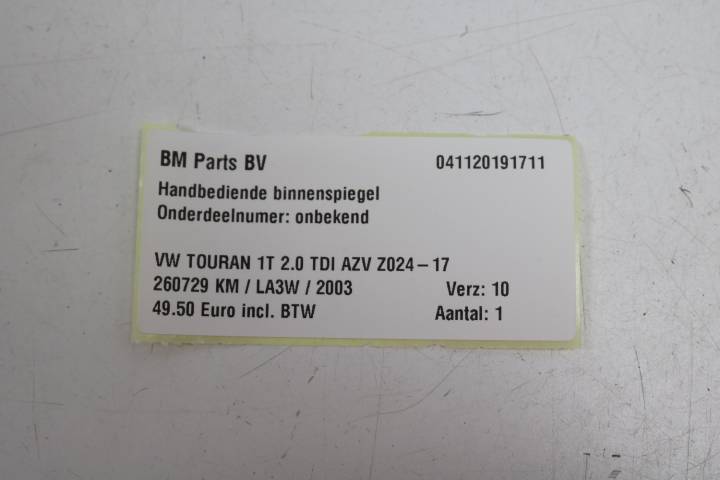 BM Parts BV 041120191711
Handbediende binnenspiegel
Onderdeelnumer: onbekend
VW TOURAN 1T 2.0 TDI AZV Z024-17
260729 KM / LA3W / 2003 Verz: 10
49.50 Euro incl. BTW Aantal: 1